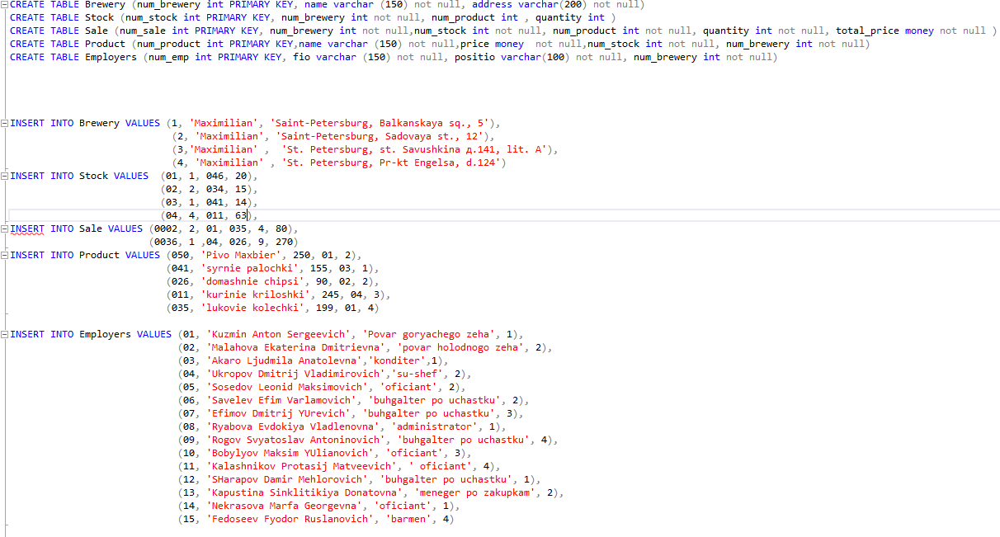 CREATE TABLE Brewery (num_brewery int PRIMARY KEY, name varchar (150) not null, address varchar(200) not null)
CREATE TABLE Stock (num_stock int PRIMARY KEY, num_brewery int not null, num_product int , quantity int )
CREATE TABLE Sale (num_sale int PRIMARY KEY, num_brewery int not null,num_stock int not null, num_product int not null, quantity int not null, total_price money not null )
CREATE TABLE Product (num_product int PRIMARY KEY,name varchar (150) not null,price money  not null,num_stock int not null, num_brewery int not null)
CREATE TABLE Employers (num_emp int PRIMARY KEY, fio varchar (150) not null, positio varchar(100) not null, num_brewery int not null)
INSERT INTO Brewery VALUES (1, 'Maximilian', 'Saint-Petersburg, Balkanskaya sq., 5'),
(2, 'Maximilian', 'Saint-Petersburg, Sadovaya st., 12'),
(3,'Maximilian' ,  'St. Petersburg, st. Savushkina д.141, lit. A'),
(4, 'Maximilian' , 'St. Petersburg, Pr-kt Engelsa, d.124')
INSERT INTO Stock VALUES  (01, 1, 046, 20),
(02, 2, 034, 15),
(03, 1, 041, 14),
(04, 4, 011, 63),
INSERT INTO Sale VALUES (0002, 2, 01, 035, 4, 80),
(0036, 1 ,04, 026, 9, 270)
INSERT INTO Product VALUES (050, 'Pivo Maxbier', 250, 01, 2),
(041, 'syrnie palochki', 155, 03, 1),
(026, 'domashnie chipsi', 90, 02, 2),
(011, 'kurinie kriloshki', 245, 04, 3),
(035, 'lukovie kolechki', 199, 01, 4)
INSERT INTO Employers VALUES (01, 'Kuzmin Anton Sergeevich', 'Povar goryachego zeha', 1),
(02, 'Malahova Ekaterina Dmitrievna', 'povar holodnogo zeha', 2),
(03, 'Akaro Ljudmila Anatolevna','konditer',1),
(04, 'Ukropov Dmitrij Vladimirovich','su-shef', 2),
(05, 'Sosedov Leonid Maksimovich', 'oficiant', 2),
(06, 'Savelev Efim Varlamovich', 'buhgalter po uchastku', 2),
(07, 'Efimov Dmitrij YUrevich', 'buhgalter po uchastku', 3),
(08, 'Ryabova Evdokiya Vladlenovna', 'administrator', 1),
(09, 'Rogov Svyatoslav Antoninovich', 'buhgalter po uchastku', 4),
(10, 'Bobylyov Maksim YUlianovich', 'oficiant', 3),
(11, 'Kalashnikov Protasij Matveevich', ' oficiant', 4),
(12, 'SHarapov Damir Mehlorovich', 'buhgalter po uchastku', 1),
(13, 'Kapustina Sinklitikiya Donatovna', 'meneger po zakupkam', 2),
(14, 'Nekrasova Marfa Georgevna', 'oficiant', 1),
(15, 'Fedoseev Fyodor Ruslanovich', 'barmen', 4)